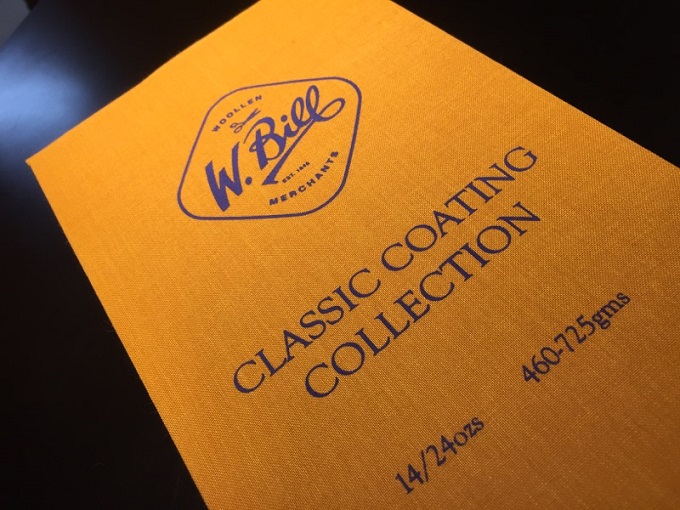 WOOLLEN
W. Bill
EST. 1846
MERCHANTS
CLASSIC COATING
COLLECTION
14/24ozs 460-725gms